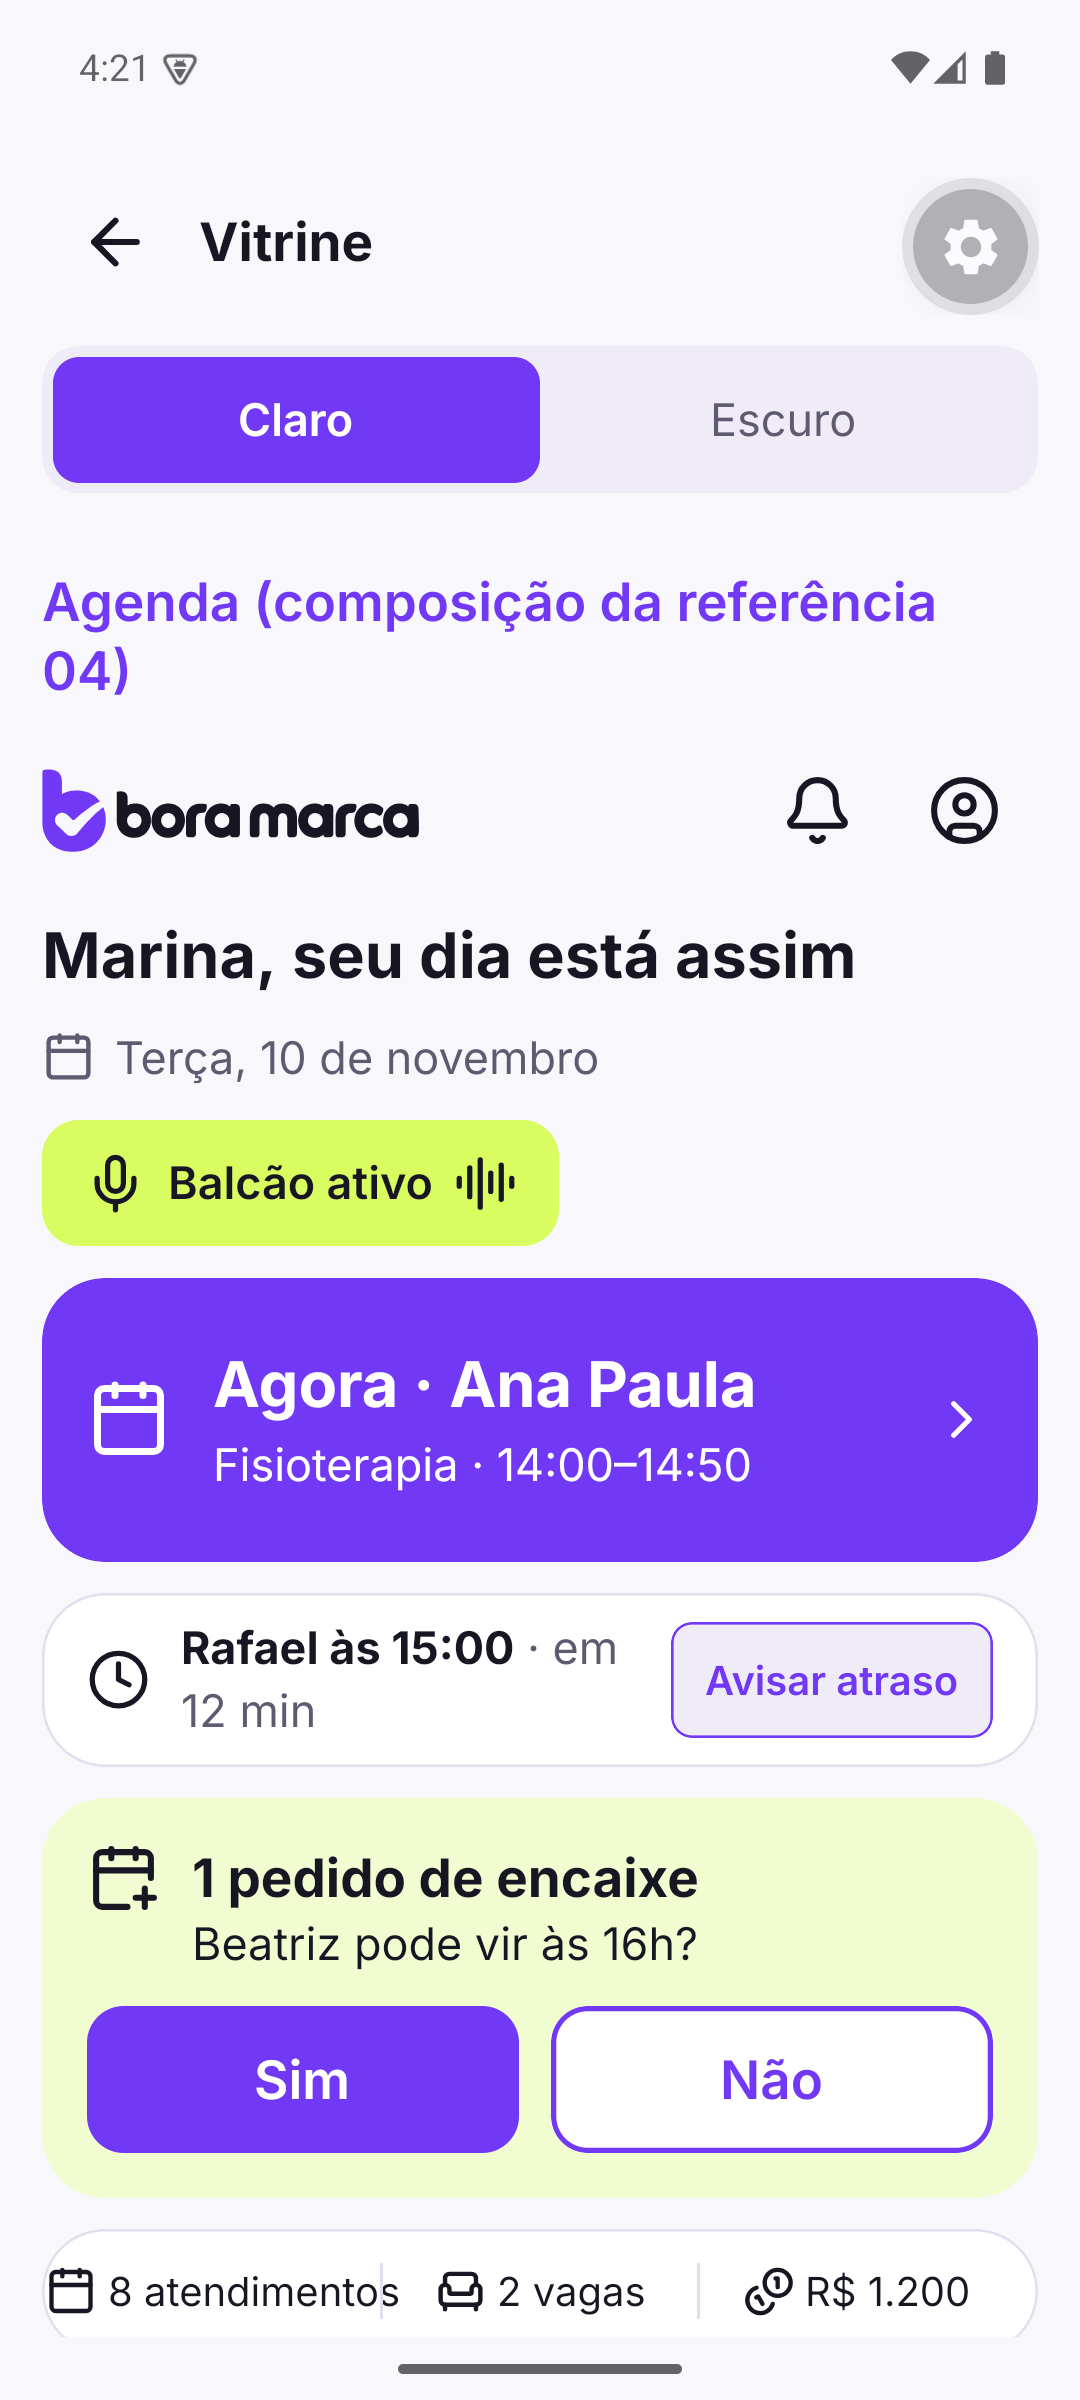 4:21
Vitrine
Claro
Escuro
Agenda (composição da referência
04)
bora marca
Marina, seu dia está assim
Terça, 10 de novembro
Balcão ativo
Agora · Ana Paula
Fisioterapia · 14:00–14:50
Rafael às 15:00 · em
12 min
Avisar atraso
1 pedido de encaixe
Beatriz pode vir às 16h?
Sim
Não
8 atendimentos
2 vagas
R$ 1.200